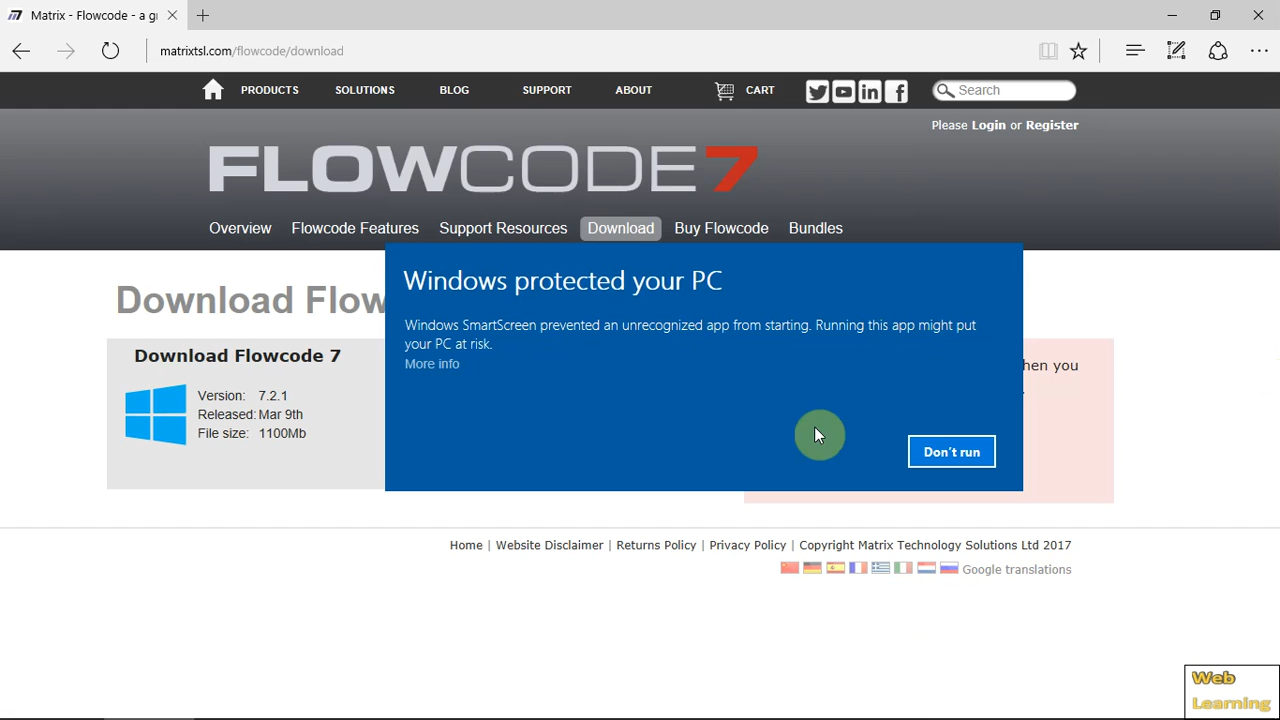 Matrix - Flowcode - a g
matrixtsl.com/flowcode/download
PRODUCTS SOLUTIONS BLOG SUPPORT ABOUT CART Search
Please Login or Register
FLOWCODE7
Overview Flowcode Features Support Resources Download Buy Flowcode Bundles
Windows protected your PC
Windows SmartScreen prevented an unrecognized app from starting. Running this app might put
your PC at risk.
More info
Don't run
Download Flow
Download Flowcode 7
Version: 7.2.1
Released: Mar 9th
File size: 1100Mb
hen you
Home | Website Disclaimer | Returns Policy | Privacy Policy | Copyright Matrix Technology Solutions Ltd 2017
Google translations
Web
Learning